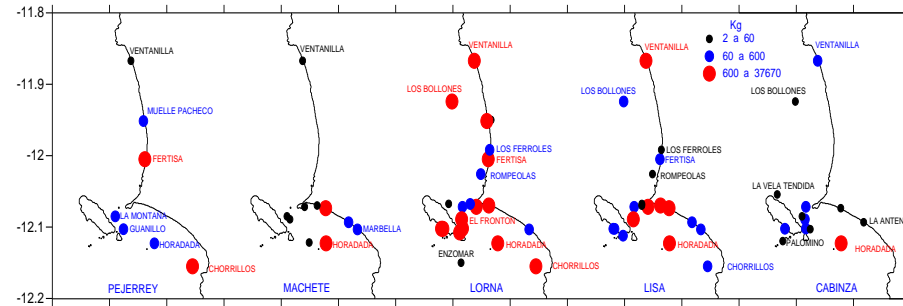 -11.8
-11.9
-12
-12.1
-12.2
VENTANILLA
MUELLE PACHECO
FERTISA
LA MONTAÑA
GUANILLO
HORADADA
CHORRILLOS
PEJERREY
VENTANILLA
MARBELLA
HORADADA
MACHETE
VENTANILLA
LOS BOLLONES
LOS FERROLES
FERTISA
ROMPEOLAS
EL FRONTON
HORADADA
ENZOMAR
CHORRILLOS
LORNA
Kg
2 a 60
60 a 600
600 a 37670
VENTANILLA
LOS BOLLONES
LOS FERROLES
FERTISA
ROMPEOLAS
HORADADA
CHORRILLOS
LISA
VENTANILLA
LOS BOLLONES
LA VELA TENDIDA
LA ANTEN
PALOMINO
HORADADA
CABINZA